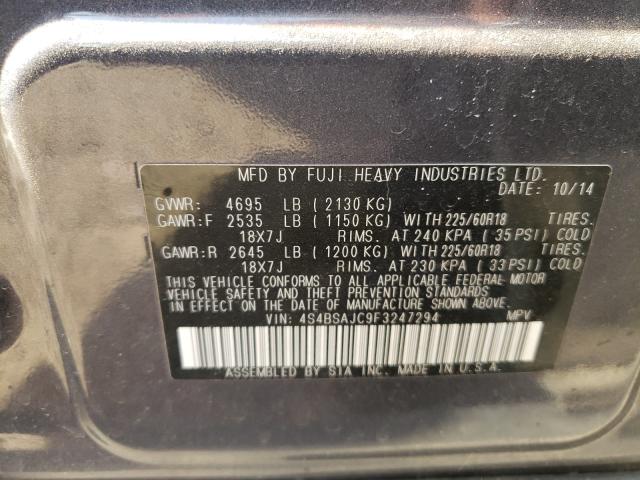 MFD BY FUJI HEAVY INDUSTRIES LTD.
DATE: 10/14
GVWR: 4695 LB (2130 KG)
GAWR:F 2535 LB (1150 KG) WITH 225/60R18 TIRES.
18X7J RIMS. AT 240 KPA (35 PSI) COLD
GAWR:R 2645 LB (1200 KG) WITH 225/60R18 TIRES.
18X7J RIMS. AT 230 KPA (33 PSI) COLD
THIS VEHICLE CONFORMS TO ALL APPLICABLE FEDERAL MOTOR
VEHICLE SAFETY AND THEFT PREVENTION STANDARDS
IN EFFECT ON THE DATE OF MANUFACTURE SHOWN ABOVE.
VIN: 4S4BSAJC9F3247294 MPV
ASSEMBLED BY SIA INC. MADE IN U.S.A.